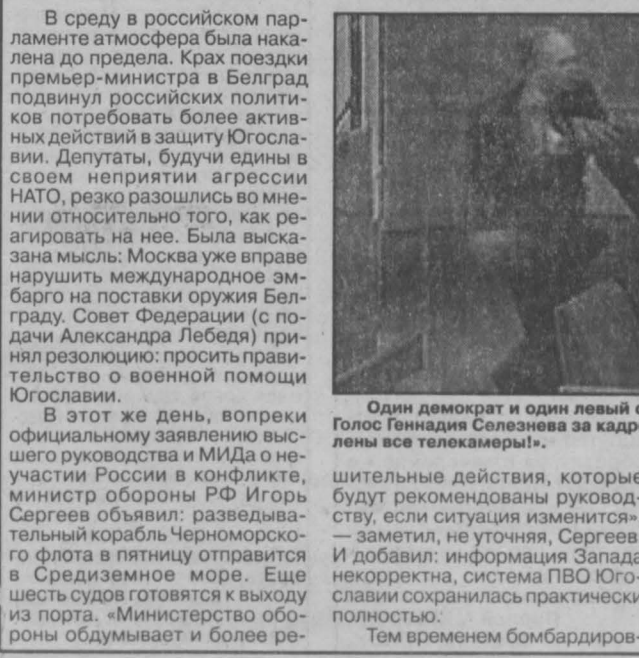 В среду в российском пар-
ламенте атмосфера была нака-
лена до предела. Крах поездки
премьер-министра в Белград
подвинул российских полити-
ков потребовать более актив-
ных действий в защиту Югосла-
вии. Депутаты, будучи едины в
своем неприятии агрессии
НАТО, резко разошлись во мне-
нии относительно того, как ре-
агировать на нее. Была выска-
зана мысль: Москва уже вправе
нарушить международное эм-
барго на поставки оружия Бел-
граду. Совет Федерации (с по-
дачи Александра Лебедя) при-
нял резолюцию: просить прави-
тельство о военной помощи
Югославии.
В этот же день, вопреки
официальному заявлению выс-
шего руководства и МИДа о не-
участии России в конфликте,
министр обороны РФ Игорь
Сергеев объявил: разведыва-
тельный корабль Черноморско-
го флота в пятницу отправится
в Средиземное море. Еще
шесть судов готовятся к выходу
из порта. «Министерство обо-
роны обдумывает и более ре-
Один демократ и один левый
Голос Геннадия Селезнева за кадр
лены все телекамеры!».
шительные действия, которые
будут рекомендованы руковод-
ству, если ситуация изменится»
— заметил, не уточняя, Сергеев.
И добавил: информация Запада
некорректна, система ПВО Юго-
славии сохранилась практически
полностью.
Тем временем бомбардиров-